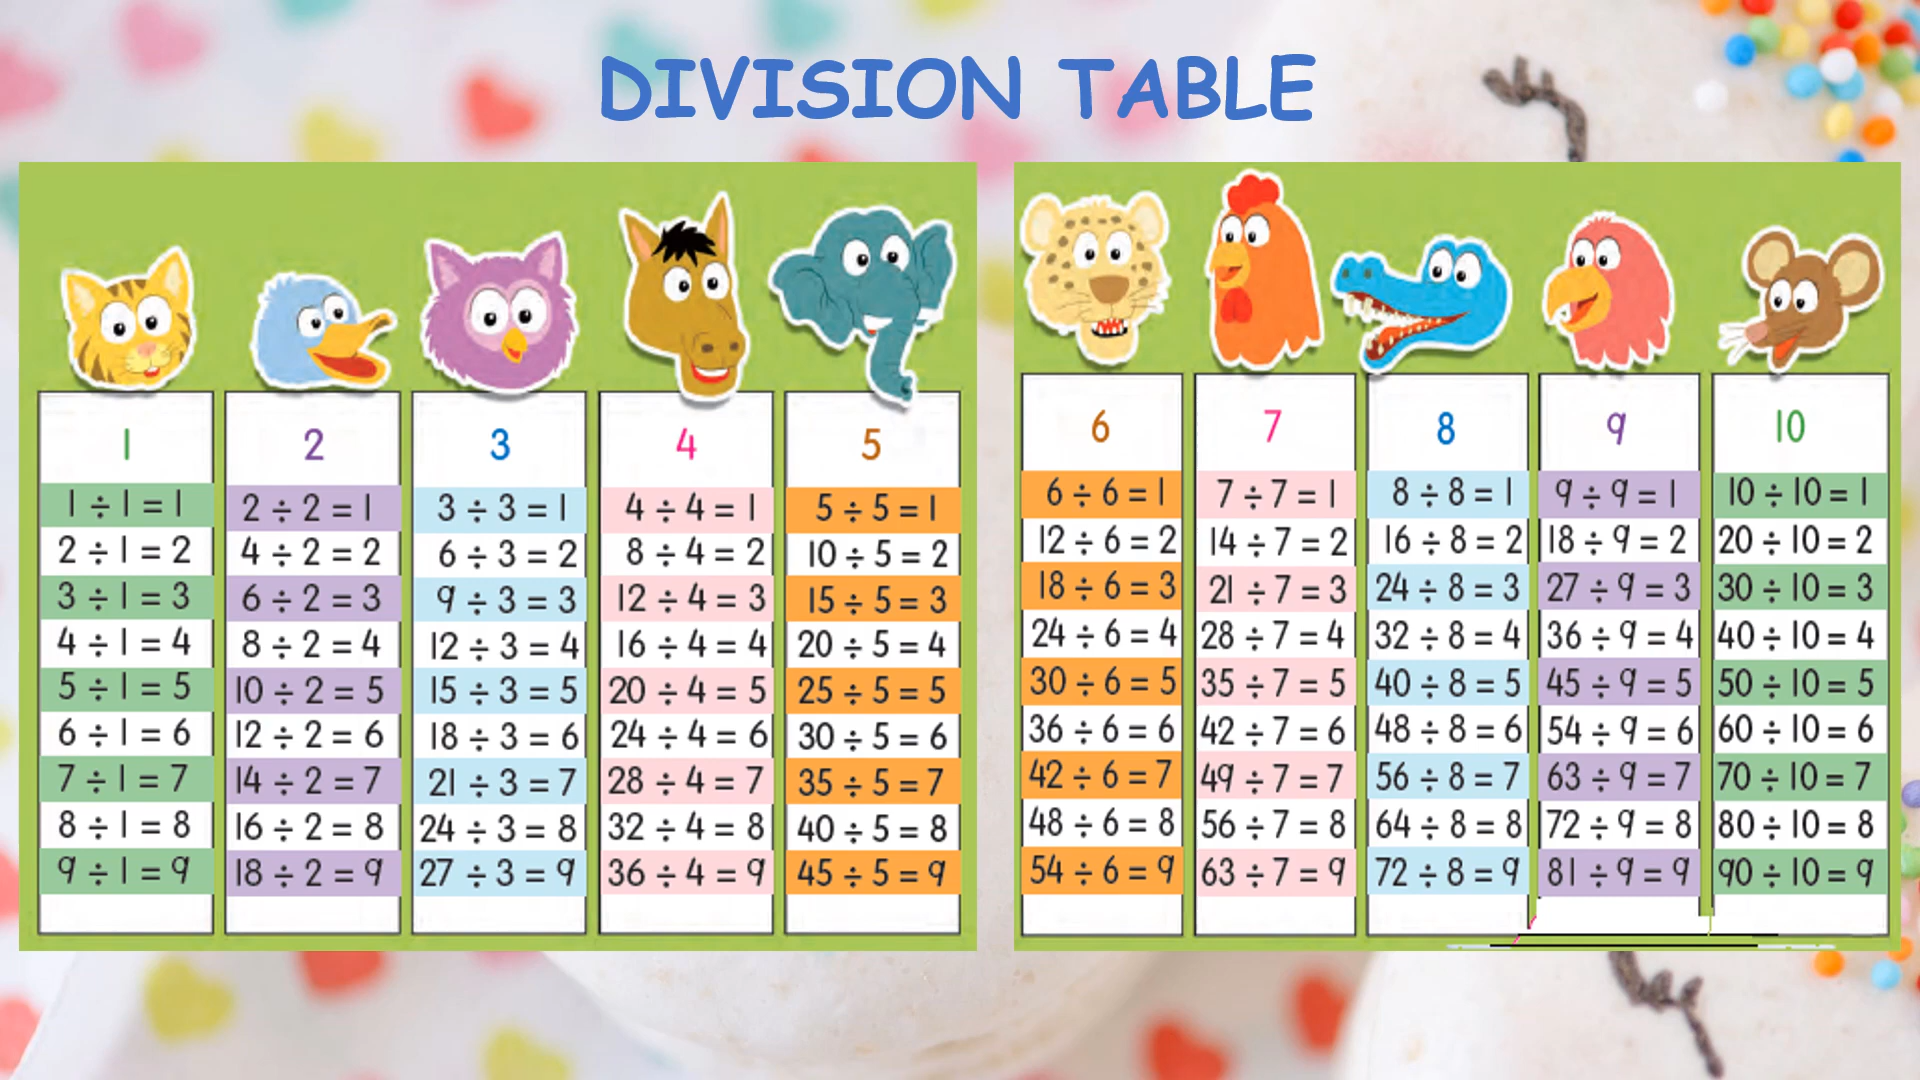 DIVISION TABLE
1
1 ÷ 1 = 1
2 ÷ 1 = 2
3 ÷ 1 = 3
4 ÷ 1 = 4
5 ÷ 1 = 5
6 ÷ 1 = 6
7 ÷ 1 = 7
8 ÷ 1 = 8
9 ÷ 1 = 9
2
2 ÷ 2 = 1
4 ÷ 2 = 2
6 ÷ 2 = 3
8 ÷ 2 = 4
10 ÷ 2 = 5
12 ÷ 2 = 6
14 ÷ 2 = 7
16 ÷ 2 = 8
18 ÷ 2 = 9
3
3 ÷ 3 = 1
6 ÷ 3 = 2
9 ÷ 3 = 3
12 ÷ 3 = 4
15 ÷ 3 = 5
18 ÷ 3 = 6
21 ÷ 3 = 7
24 ÷ 3 = 8
27 ÷ 3 = 9
4
4 ÷ 4 = 1
8 ÷ 4 = 2
12 ÷ 4 = 3
16 ÷ 4 = 4
20 ÷ 4 = 5
24 ÷ 4 = 6
28 ÷ 4 = 7
32 ÷ 4 = 8
36 ÷ 4 = 9
5
5 ÷ 5 = 1
10 ÷ 5 = 2
15 ÷ 5 = 3
20 ÷ 5 = 4
25 ÷ 5 = 5
30 ÷ 5 = 6
35 ÷ 5 = 7
40 ÷ 5 = 8
45 ÷ 5 = 9
6
6 ÷ 6 = 1
12 ÷ 6 = 2
18 ÷ 6 = 3
24 ÷ 6 = 4
30 ÷ 6 = 5
36 ÷ 6 = 6
42 ÷ 6 = 7
48 ÷ 6 = 8
54 ÷ 6 = 9
7
7 ÷ 7 = 1
14 ÷ 7 = 2
21 ÷ 7 = 3
28 ÷ 7 = 4
35 ÷ 7 = 5
42 ÷ 7 = 6
49 ÷ 7 = 7
56 ÷ 7 = 8
63 ÷ 7 = 9
8
8 ÷ 8 = 1
16 ÷ 8 = 2
24 ÷ 8 = 3
32 ÷ 8 = 4
40 ÷ 8 = 5
48 ÷ 8 = 6
56 ÷ 8 = 7
64 ÷ 8 = 8
72 ÷ 8 = 9
9
9 ÷ 9 = 1
18 ÷ 9 = 2
27 ÷ 9 = 3
36 ÷ 9 = 4
45 ÷ 9 = 5
54 ÷ 9 = 6
63 ÷ 9 = 7
72 ÷ 9 = 8
81 ÷ 9 = 9
10
10 ÷ 10 = 1
20 ÷ 10 = 2
30 ÷ 10 = 3
40 ÷ 10 = 4
50 ÷ 10 = 5
60 ÷ 10 = 6
70 ÷ 10 = 7
80 ÷ 10 = 8
90 ÷ 10 = 9